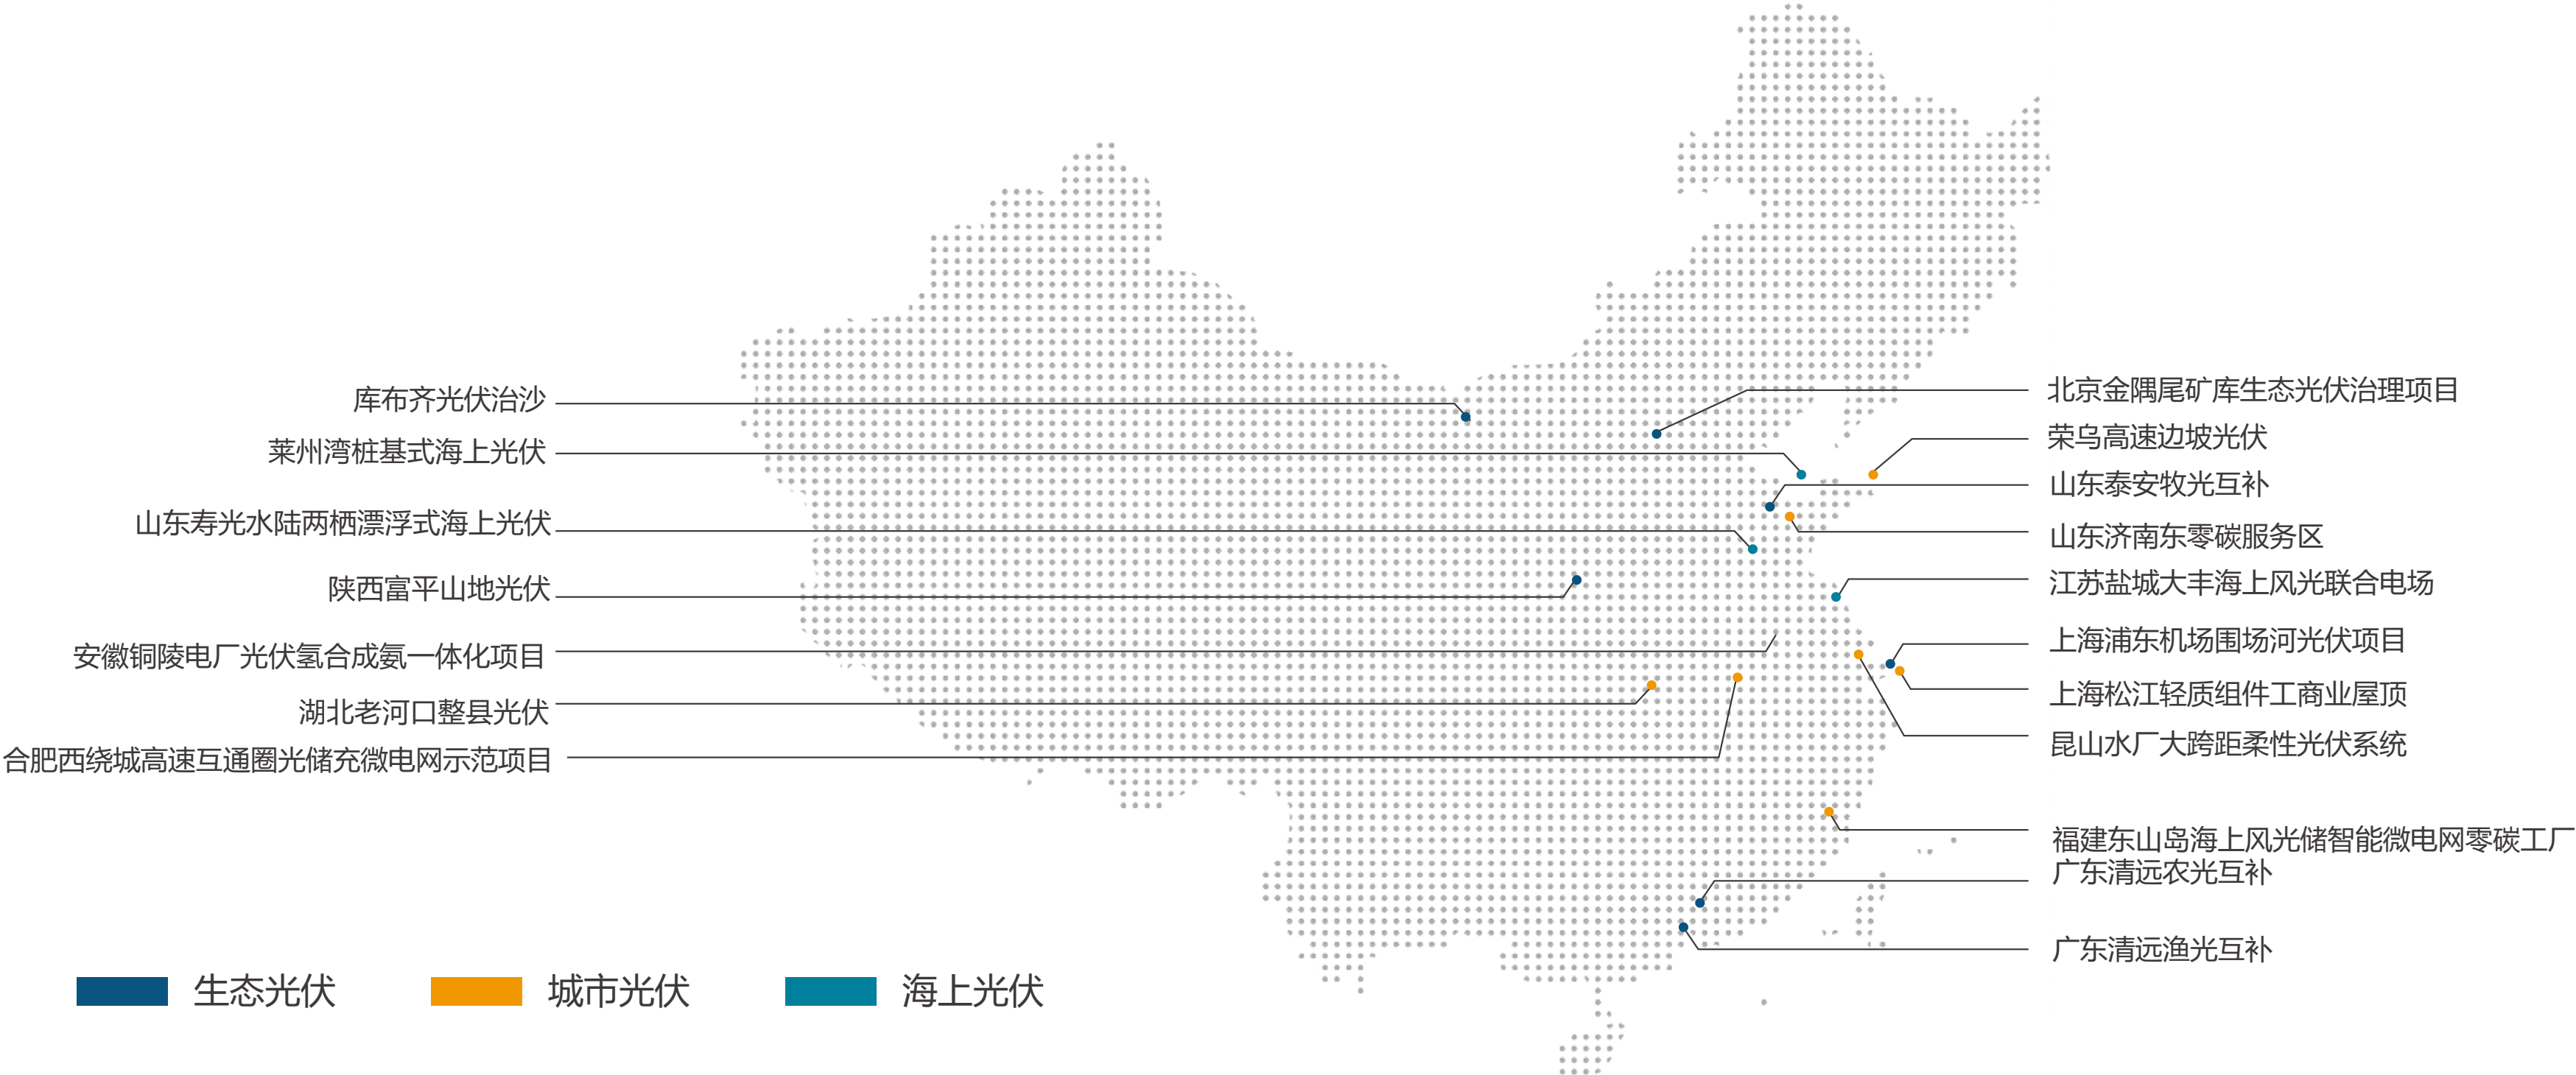 库布齐光伏治沙
莱州湾桩基式海上光伏
山东寿光水陆两栖漂浮式海上光伏
陕西富平山地光伏
安徽铜陵电厂光伏氢合成氨一体化项目
湖北老河口整县光伏
合肥西绕城高速互通圈光储充微电网示范项目
北京金隅尾矿库生态光伏治理项目
荣乌高速边坡光伏
山东泰安牧光互补
山东济南东零碳服务区
江苏盐城大丰海上风光联合电场
上海浦东机场围场河光伏项目
上海松江轻质组件工商业屋顶
昆山水厂大跨距柔性光伏系统
福建东山岛海上风光储智能微电网零碳工厂
广东清远农光互补
广东清远渔光互补
生态光伏
城市光伏
海上光伏